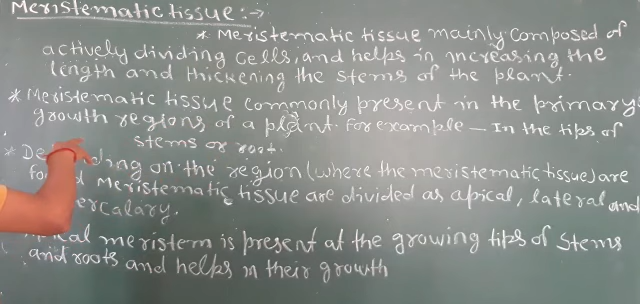 Meristematic tissue :→
* Meristematic tissue mainly composed of
actively dividing cells, and helps in increasing the
length and thickening the stems of the plant.
* Meristematic tissue commonly present in the primary
growth regions of a plant. For example — In the tips of
stems or root.
* De ng on the region (where the meristematic tissue) are
fo d Meristematic tissue are divided as apical, lateral and
ercalary.
cal meristem is present at the growing tips of stems
and roots and helps in their growth